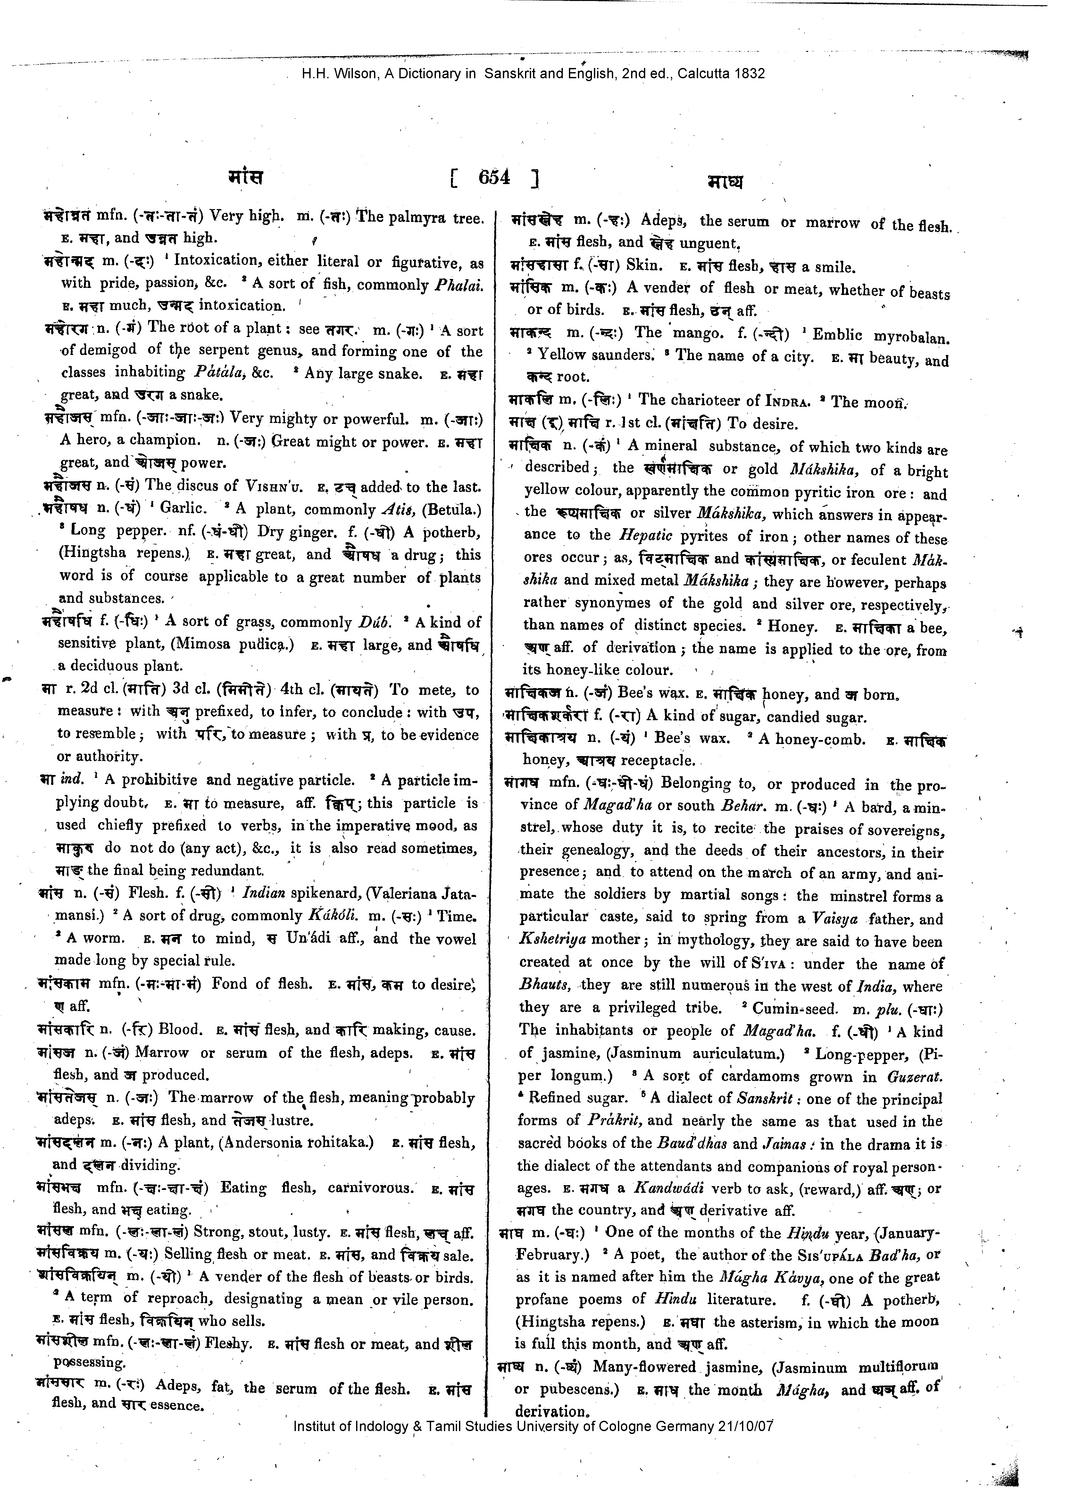 H.H. Wilson, A Dictionary in Sanskrit and English, 2nd ed., Calcutta 1832
मांस [ 654 ] माघ्य
महोन्नत mfn. (-तः-ता-तं) Very high. m. (-तः) The palmyra tree.
E. महा, and उन्नत high.
महोन्मद m. (-दः) ¹ Intoxication, either literal or figurative, as
with pride, passion, &c. ² A sort of fish, commonly Phalai.
E. महा much, उन्मद intoxication.
महोरग n. (-गं) The root of a plant: see तगर. m. (-गः) ¹ A sort
of demigod of the serpent genus, and forming one of the
classes inhabiting Pátàla, &c. ² Any large snake. E. महा
great, and उरग a snake.
महौजस् mfn. (-जाः-जाः-जः) Very mighty or powerful. m. (-जाः)
A hero, a champion. n. (-जः) Great might or power. E. महा
great, and ओजस् power.
महौजस n. (-सं) The discus of VISHN'U. E. टच् added to the last.
महौषध n. (-धं) ¹ Garlic. ² A plant, commonly Atis, (Betula.)
³ Long pepper. nf. (-धं-धी) Dry ginger. f. (-धी) A potherb,
(Hingtsha repens.) E. महा great, and औषध a drug; this
word is of course applicable to a great number of plants
and substances.
महौषधि f. (-धिः) ¹ A sort of grass, commonly Dúb. ² A kind of
sensitive plant, (Mimosa pudica.) E. महा large, and ओषधि
a deciduous plant.
मा r. 2d cl. (माति) 3d cl. (मिमीते) 4th cl. (मायते) To mete, to
measure: with अनु prefixed, to infer, to conclude: with उप,
to resemble; with परि, to measure; with प्र, to be evidence
or authority.
मा ind. ¹ A prohibitive and negative particle. ² A particle im-
plying doubt, E. मा to measure, aff. क्विप्; this particle is
used chiefly prefixed to verbs, in the imperative mood, as
माकुरु do not do (any act), &c., it is also read sometimes,
माङ् the final being redundant.
मांस n. (-सं) Flesh. f. (-सी) ¹ Indian spikenard, (Valeriana Jata-
mansi.) ² A sort of drug, commonly Kákóli. m. (-सः) ¹ Time.
² A worm. E. मन to mind, स Un'ádi aff., and the vowel
made long by special rule.
मांसकाम mfn. (-मः-मा-मं) Fond of flesh. E. मांस, कम to desire,
ण aff.
मांसकारि n. (-रि) Blood. E. मांस flesh, and कारि making, cause.
मांसज n. (-जं) Marrow or serum of the flesh, adeps. E. मांस
flesh, and ज produced.
मांसतेजस् n. (-जः) The marrow of the flesh, meaning probably
adeps. E. मांस flesh, and तेजस् lustre.
मांसदलन m. (-नः) A plant, (Andersonia rohitaka.) E. मांस flesh,
and दलन dividing.
मांसभक्ष mfn. (-क्षः-क्षा-क्षं) Eating flesh, carnivorous. E. मांस
flesh, and भक्ष eating.
मांसल mfn. (-लः-ला-लं) Strong, stout, lusty. E. मांस flesh, लच् aff.
मांसविक्रय m. (-यः) Selling flesh or meat. E. मांस, and विक्रय sale.
मांसविक्रयिन् m. (-यी) ¹ A vender of the flesh of beasts or birds.
² A term of reproach, designating a mean or vile person.
E. मांस flesh, विक्रयिन् who sells.
मांसशील mfn. (-लः-ला-लं) Fleshy. E. मांस flesh or meat, and शील
possessing.
मांससार m. (-रः) Adeps, fat, the serum of the flesh. E. मांस
flesh, and सार essence.
मांसस्नेह m. (-हः) Adeps, the serum or marrow of the flesh.
E. मांस flesh, and स्नेह unguent.
मांसहासा f. (-सा) Skin. E. मांस flesh, हास a smile.
मांसिक m. (-कः) A vender of flesh or meat, whether of beasts
or of birds. E. मांस flesh, ठन् aff.
माकन्द m. (-न्दः) The mango. f. (-न्दी) ¹ Emblic myrobalan.
² Yellow saunders. ³ The name of a city. E. मा beauty, and
कन्द root.
माकलि m. (-लिः) ¹ The charioteer of INDRA. ² The moon.
माक्ष (इ) माक्षि r. 1st cl. (मांक्षति) To desire.
माक्षिक n. (-कं) ¹ A mineral substance, of which two kinds are
described; the स्वर्णमाक्षिक or gold Mákshika, of a bright
yellow colour, apparently the common pyritic iron ore: and
the रूप्यमाक्षिक or silver Mákshika, which answers in appear-
ance to the Hepatic pyrites of iron; other names of these
ores occur; as, विट्माक्षिक and कांस्यमाक्षिक, or feculent Mák-
shika and mixed metal Mákshika; they are however, perhaps
rather synonymes of the gold and silver ore, respectively,
than names of distinct species. ² Honey. E. माक्षिका a bee,
अण् aff. of derivation; the name is applied to the ore, from
its honey-like colour.
माक्षिकज n. (-जं) Bee's wax. E. माक्षिक honey, and ज born.
माक्षिकशर्करा f. (-रा) A kind of sugar, candied sugar.
माक्षिकाश्रय n. (-यं) ¹ Bee's wax. ² A honey-comb. E. माक्षिक
honey, आश्रय receptacle.
मागध mfn. (-धः-धी-धं) Belonging to, or produced in the pro-
vince of Magad'ha or south Behar. m. (-धः) ¹ A bard, a min-
strel, whose duty it is, to recite the praises of sovereigns,
their genealogy, and the deeds of their ancestors, in their
presence; and to attend on the march of an army, and ani-
mate the soldiers by martial songs: the minstrel forms a
particular caste, said to spring from a Vaisya father, and
Kshetriya mother; in mythology, they are said to have been
created at once by the will of S'IVA: under the name of
Bhauts, they are still numerous in the west of India, where
they are a privileged tribe. ² Cumin-seed. m. plu. (-धाः)
The inhabitants or people of Magad'ha. f. (-धी) ¹ A kind
of jasmine, (Jasminum auriculatum.) ² Long-pepper, (Pi-
per longum.) ³ A sort of cardamoms grown in Guzerat.
⁴ Refined sugar. ⁵ A dialect of Sanskrit: one of the principal
forms of Prákrit, and nearly the same as that used in the
sacred books of the Baud'dhas and Jainas: in the drama it is
the dialect of the attendants and companions of royal person-
ages. E. मगध a Kandwádi verb to ask, (reward,) aff. अण्; or
मगध the country, and अण् derivative aff.
माघ m. (-घः) ¹ One of the months of the Hindu year, (January-
February.) ² A poet, the author of the SIS'UPÁLA Bad'ha, or
as it is named after him the Mágha Kávya, one of the great
profane poems of Hindu literature. f. (-घी) A potherb,
(Hingtsha repens.) E. मघा the asterism, in which the moon
is full this month, and अण् aff.
माघ्य n. (-घ्यं) Many-flowered jasmine, (Jasminum multiflorum
or pubescens.) E. माघ the month Mágha, and ष्यञ् aff. of
derivation.
Institut of Indology & Tamil Studies University of Cologne Germany 21/10/07